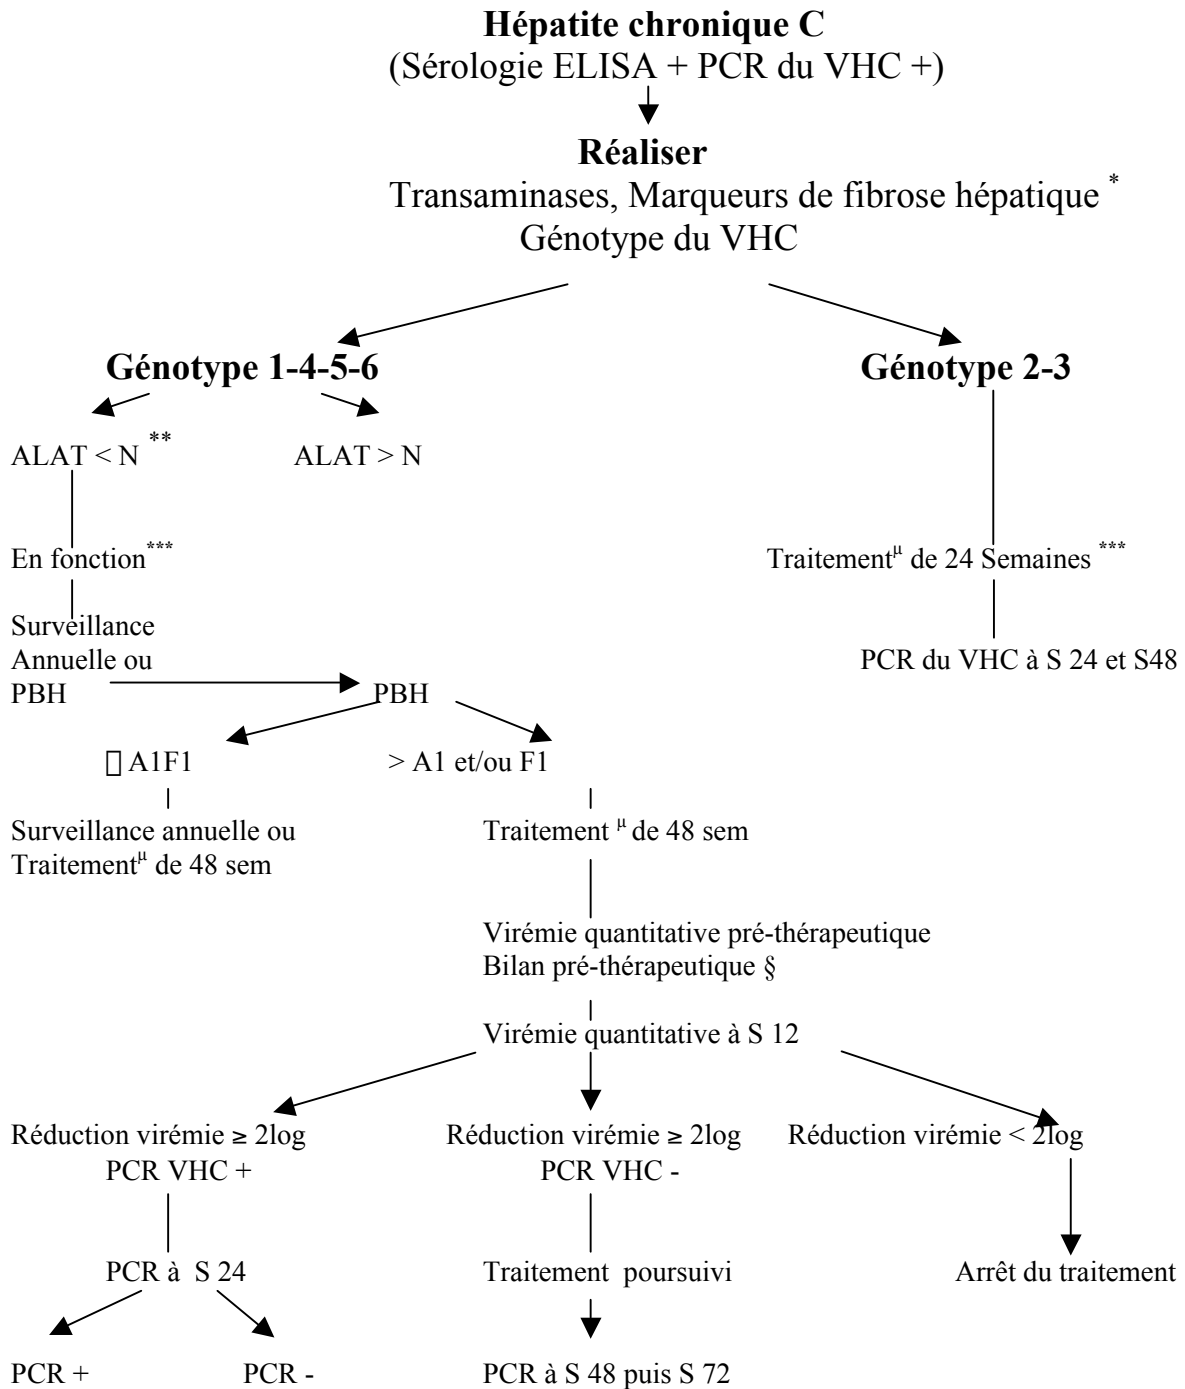 Hépatite chronique C
(Sérologie ELISA + PCR du VHC +)
Réaliser
Transaminases, Marqueurs de fibrose hépatique *
Génotype du VHC
Génotype 1-4-5-6
Génotype 2-3
ALAT < N **
ALAT > N
En fonction***
Traitementµ de 24 Semaines ***
Surveillance
Annuelle ou
PBH
PCR du VHC à S 24 et S48
PBH
□ A1F1
> A1 et/ou F1
Surveillance annuelle ou
Traitementµ de 48 sem
Traitement µ de 48 sem
Virémie quantitative pré-thérapeutique
Bilan pré-thérapeutique §
Virémie quantitative à S 12
Réduction virémie ≥ 2log
PCR VHC +
Réduction virémie ≥ 2log
PCR VHC -
Réduction virémie < 2log
PCR à S 24
Traitement poursuivi
Arrêt du traitement
PCR +
PCR -
PCR à S 48 puis S 72